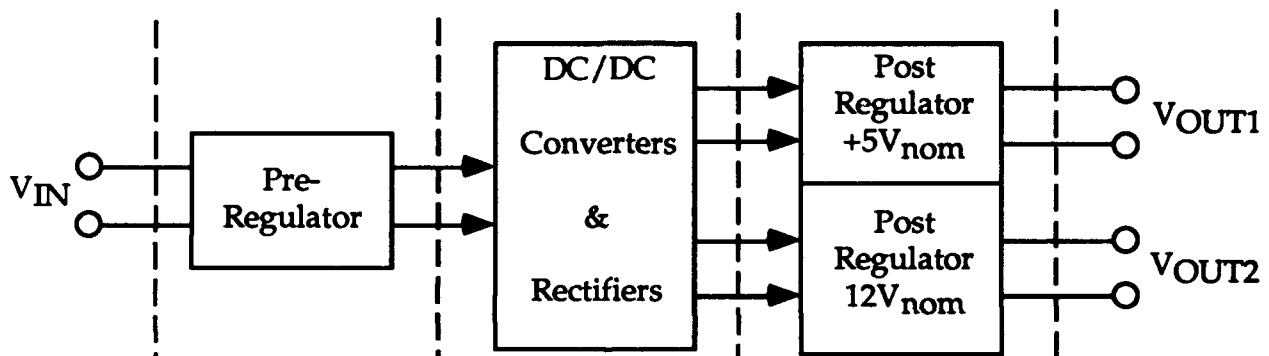 VIN
Pre-
Regulator
DC/DC
Converters
&
Rectifiers
Post
Regulator
+5Vnom
Post
Regulator
12Vnom
VOUT1
VOUT2